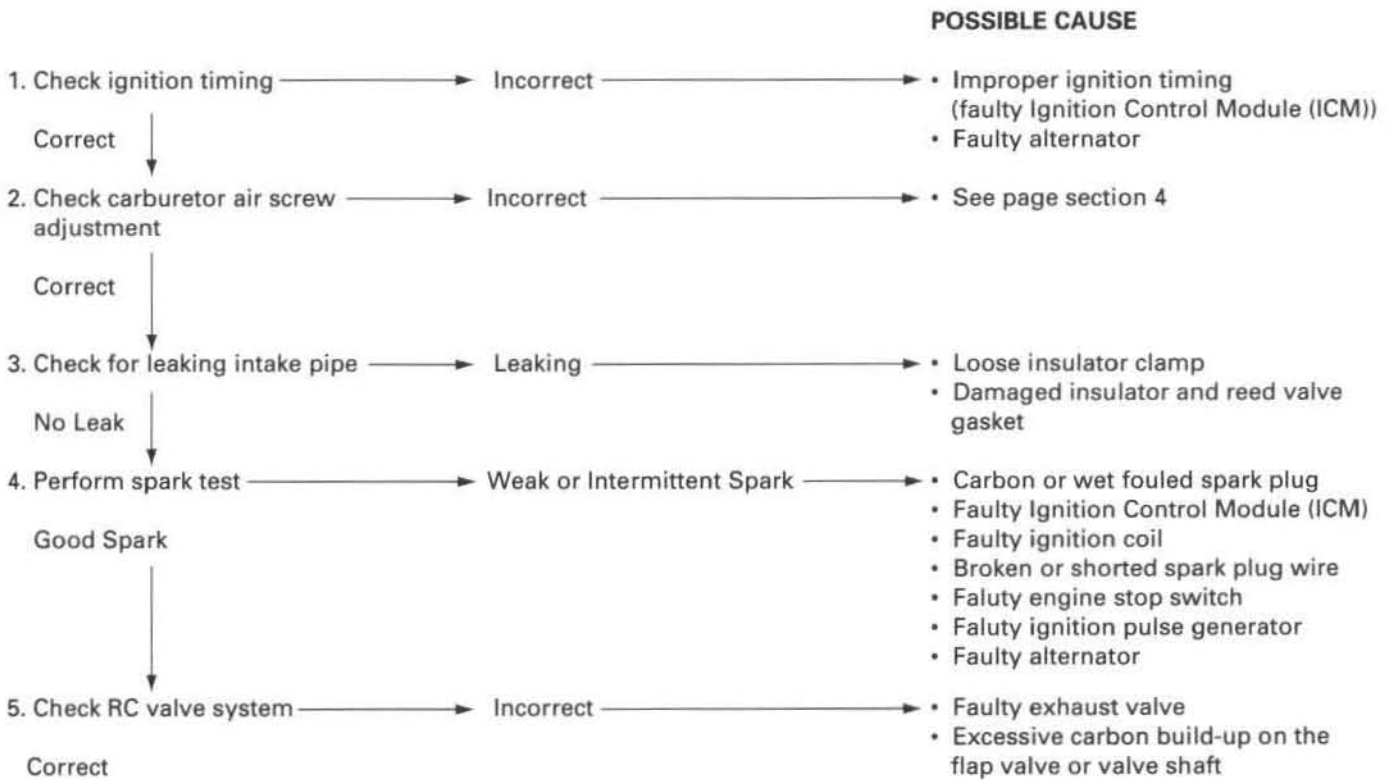 POSSIBLE CAUSE
1. Check ignition timing Incorrect • Improper ignition timing
(faulty Ignition Control Module (ICM))
Correct • Faulty alternator
2. Check carburetor air screw Incorrect • See page section 4
adjustment
Correct
3. Check for leaking intake pipe Leaking • Loose insulator clamp
• Damaged insulator and reed valve
No Leak gasket
4. Perform spark test Weak or Intermittent Spark • Carbon or wet fouled spark plug
• Faulty Ignition Control Module (ICM)
Good Spark • Faulty ignition coil
• Broken or shorted spark plug wire
• Faluty engine stop switch
• Faluty ignition pulse generator
• Faulty alternator
5. Check RC valve system Incorrect • Faulty exhaust valve
• Excessive carbon build-up on the
Correct flap valve or valve shaft